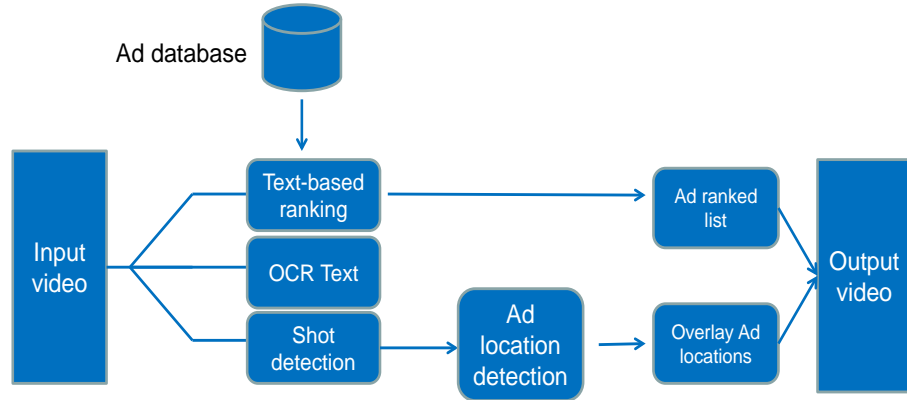 Ad database
Text-based
ranking
Ad ranked
list
Input
video
OCR Text
Output
video
Shot
detection
Ad
location
detection
Overlay Ad
locations